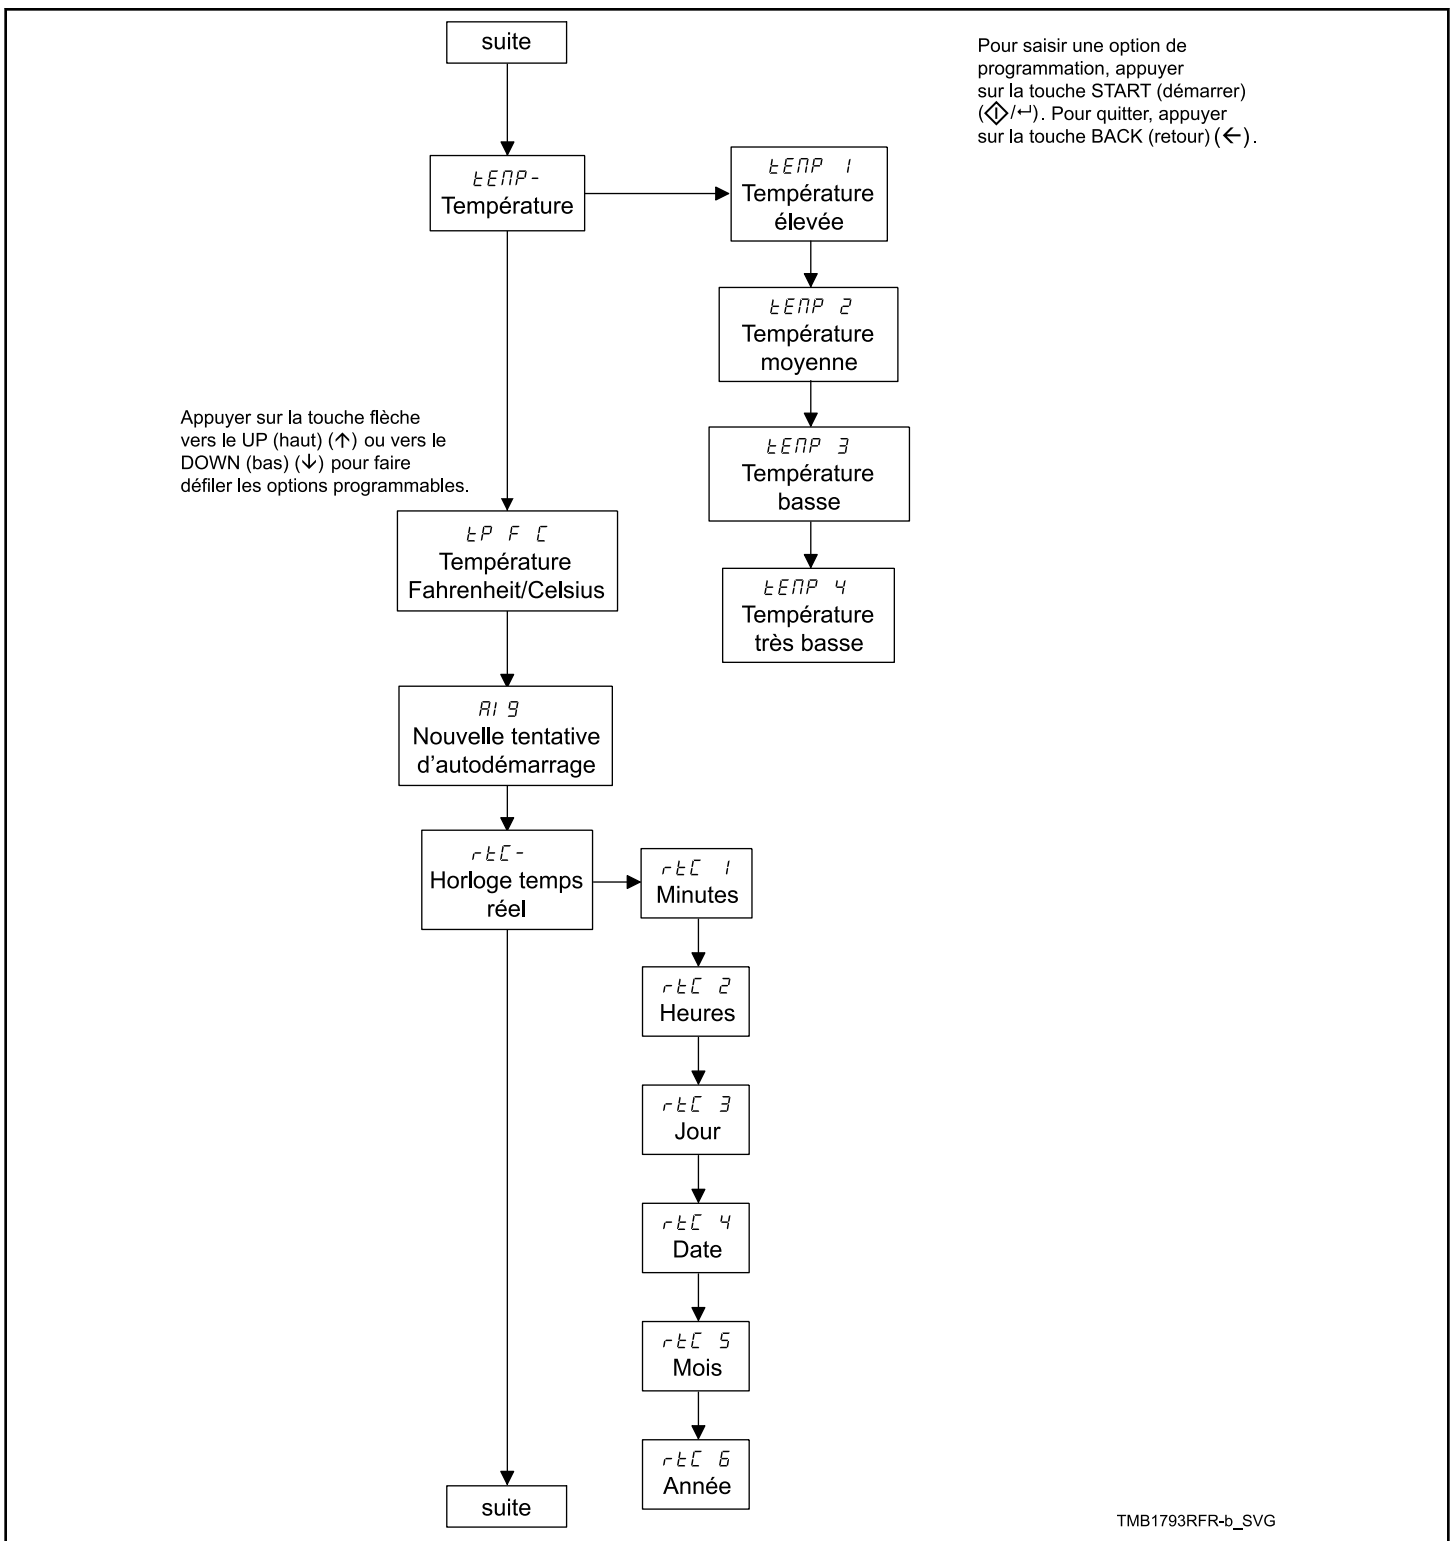 suite
Pour saisir une option de
programmation, appuyer
sur la touche START (démarrer)
(/↵). Pour quitter, appuyer
sur la touche BACK (retour) (←).
tEMP-
Température
tEMP 1
Température
élevée
tEMP 2
Température
moyenne
Appuyer sur la touche flèche
vers le UP (haut) (↑) ou vers le
DOWN (bas) (↓) pour faire
défiler les options programmables.
tEMP 3
Température
basse
tP F C
Température
Fahrenheit/Celsius
tEMP 4
Température
très basse
AI 9
Nouvelle tentative
d'autodémarrage
rtC-
Horloge temps
réel
rtC 1
Minutes
rtC 2
Heures
rtC 3
Jour
rtC 4
Date
rtC 5
Mois
rtC 6
Année
suite
TMB1793RFR-b_SVG